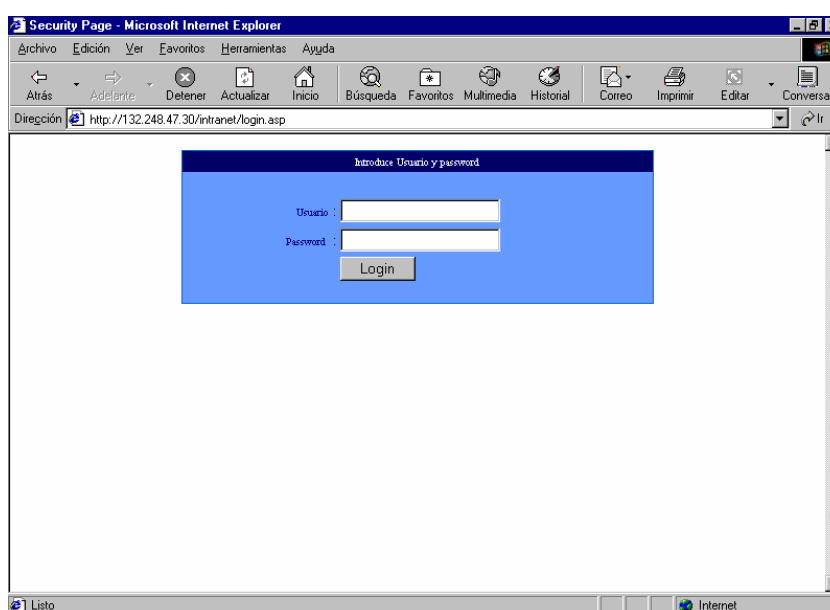 Security Page - Microsoft Internet Explorer
Archivo Edición Ver Favoritos Herramientas Ayuda
Atrás Adelante Detener Actualizar Inicio Búsqueda Favoritos Multimedia Historial Correo Imprimir Editar Conversa
Dirección http://132.248.47.30/intranet/login.asp Ir
Introduce Usuario y password
Usuario :
Password :
Login
Listo Internet